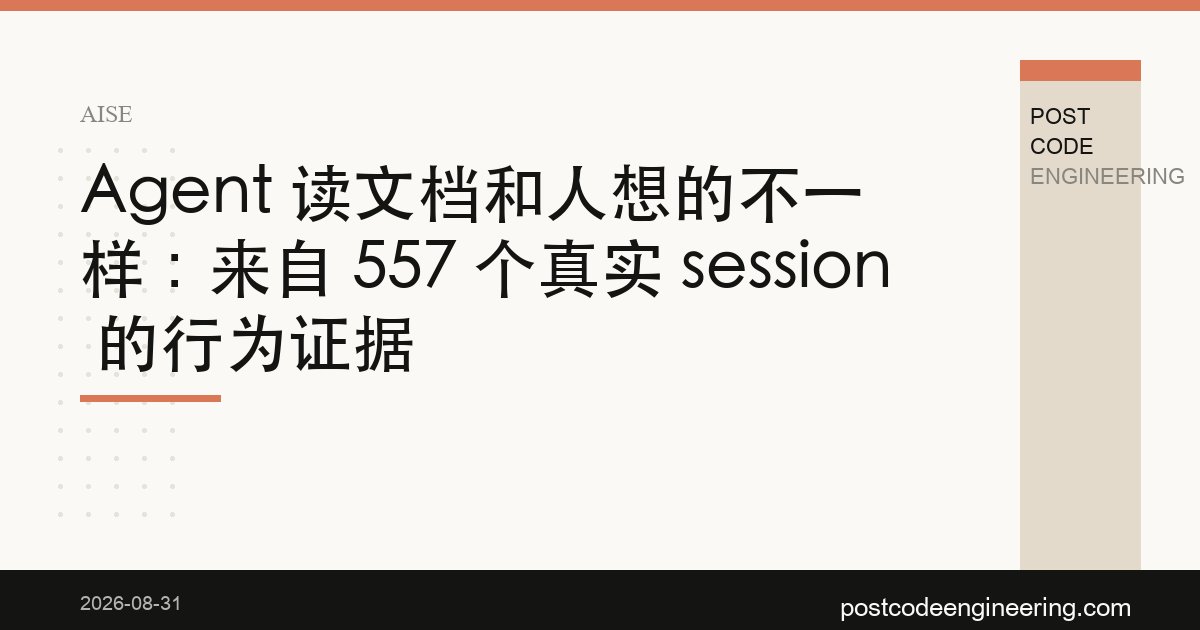 AISE
Agent 读文档和人想的不一
样：来自 557 个真实 session
的行为证据
POST
CODE
ENGINEERING
2026-08-31
postcodeengineering.com